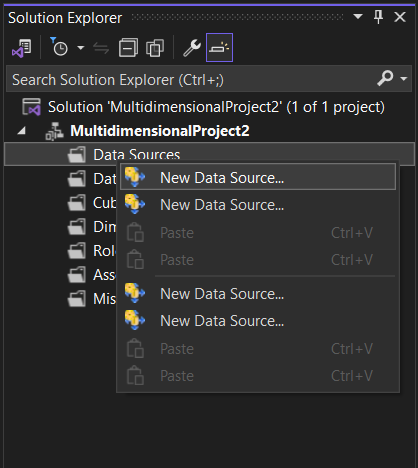 Solution Explorer
Search Solution Explorer (Ctrl+;)
Solution 'MultidimensionalProject2' (1 of 1 project)
MultidimensionalProject2
Data Sources
Dat
Cub
Dim
Rol
Ass
Mis
New Data Source...
New Data Source...
Paste Ctrl+V
Paste Ctrl+V
New Data Source...
New Data Source...
Paste Ctrl+V
Paste Ctrl+V